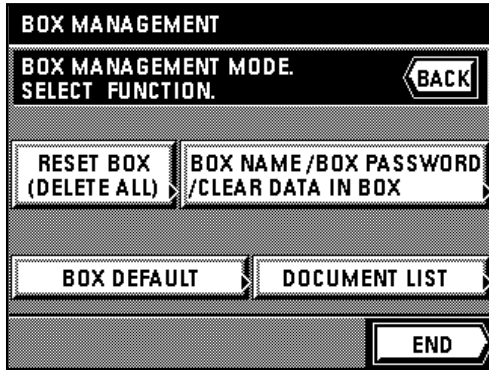 BOX MANAGEMENT
BOX MANAGEMENT MODE.
SELECT FUNCTION.
BACK
RESET BOX
(DELETE ALL)
BOX NAME /BOX PASSWORD
/CLEAR DATA IN BOX
BOX DEFAULT
DOCUMENT LIST
END